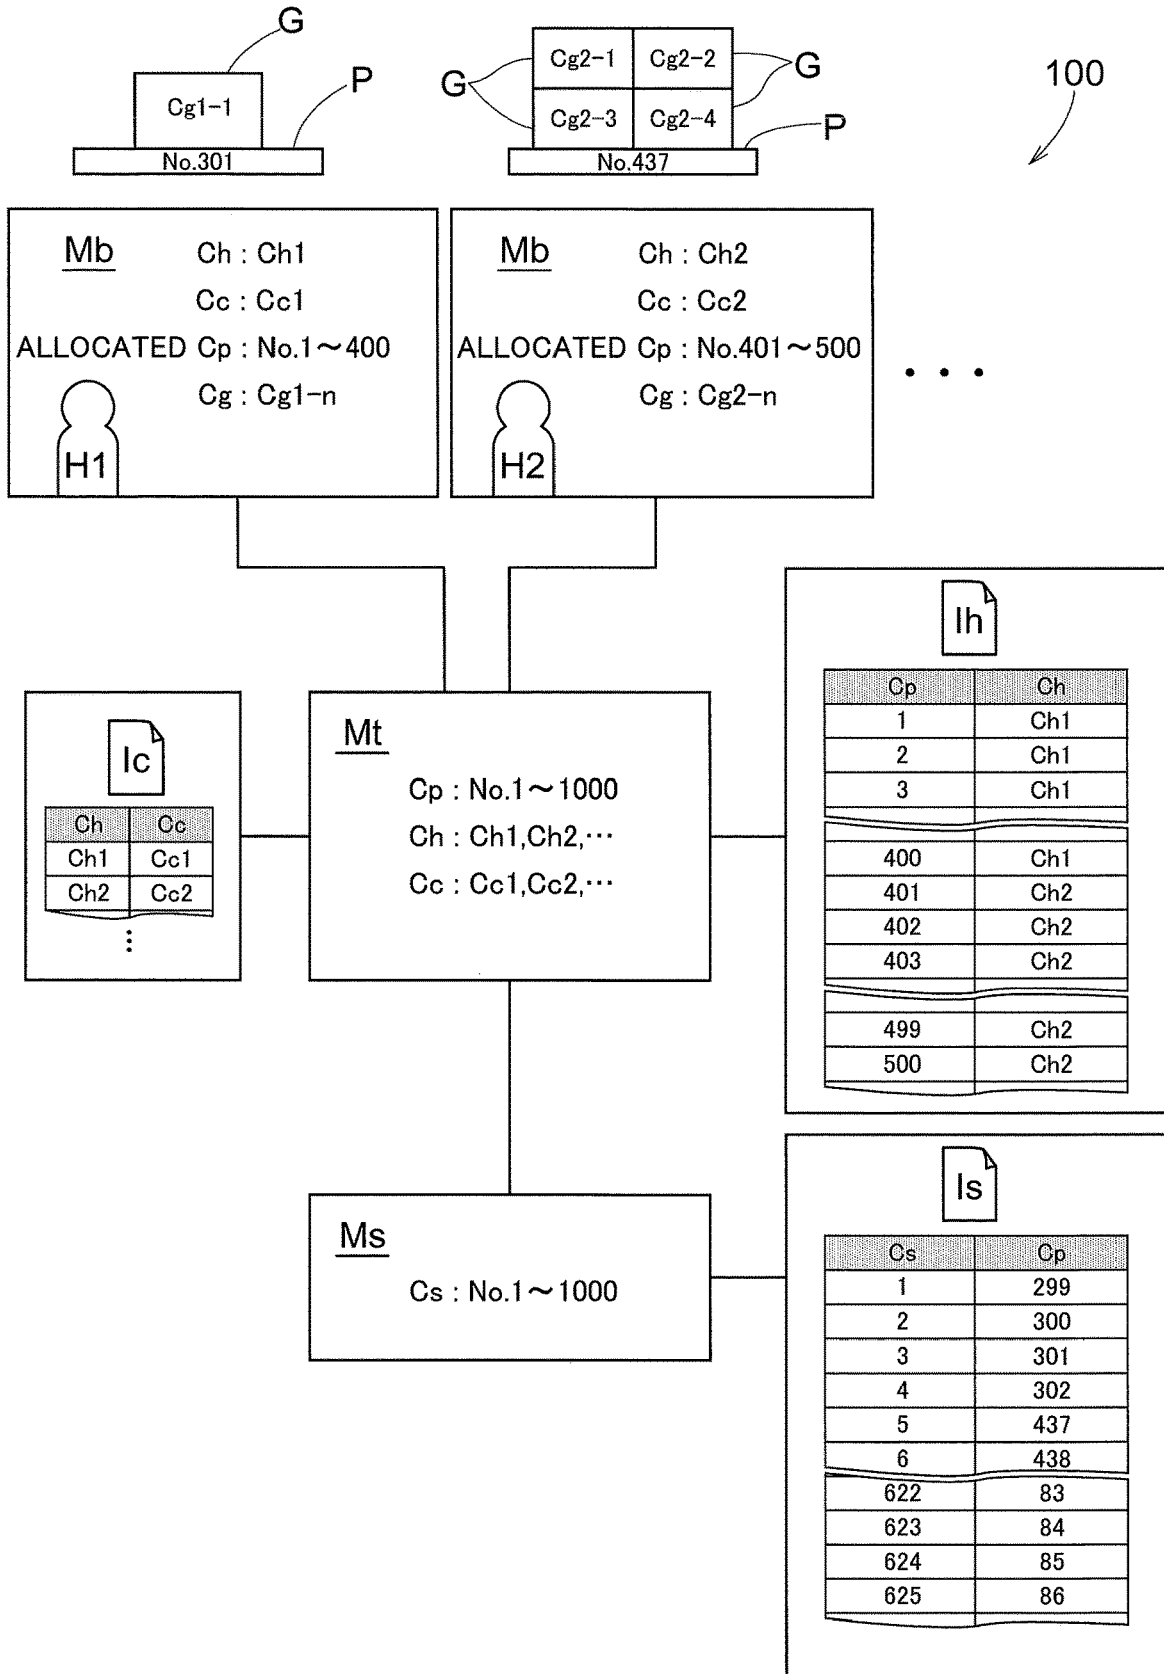 G
Cg1-1
P
No.301
Cg2-1 Cg2-2
G G
Cg2-3 Cg2-4
P
No.437
100
Mb
Ch : Ch1
Cc : Cc1
ALLOCATED Cp : No.1〜400
Cg : Cg1-n
H1
Mb
Ch : Ch2
Cc : Cc2
ALLOCATED Cp : No.401〜500
Cg : Cg2-n
H2
• • •
Ic
Ch Cc
Ch1 Cc1
Ch2 Cc2
⋮
Mt
Cp : No.1〜1000
Ch : Ch1,Ch2,⋯
Cc : Cc1,Cc2,⋯
Ih
Cp Ch
1 Ch1
2 Ch1
3 Ch1
400 Ch1
401 Ch2
402 Ch2
403 Ch2
499 Ch2
500 Ch2
Ms
Cs : No.1〜1000
Is
Cs Cp
1 299
2 300
3 301
4 302
5 437
6 438
622 83
623 84
624 85
625 86